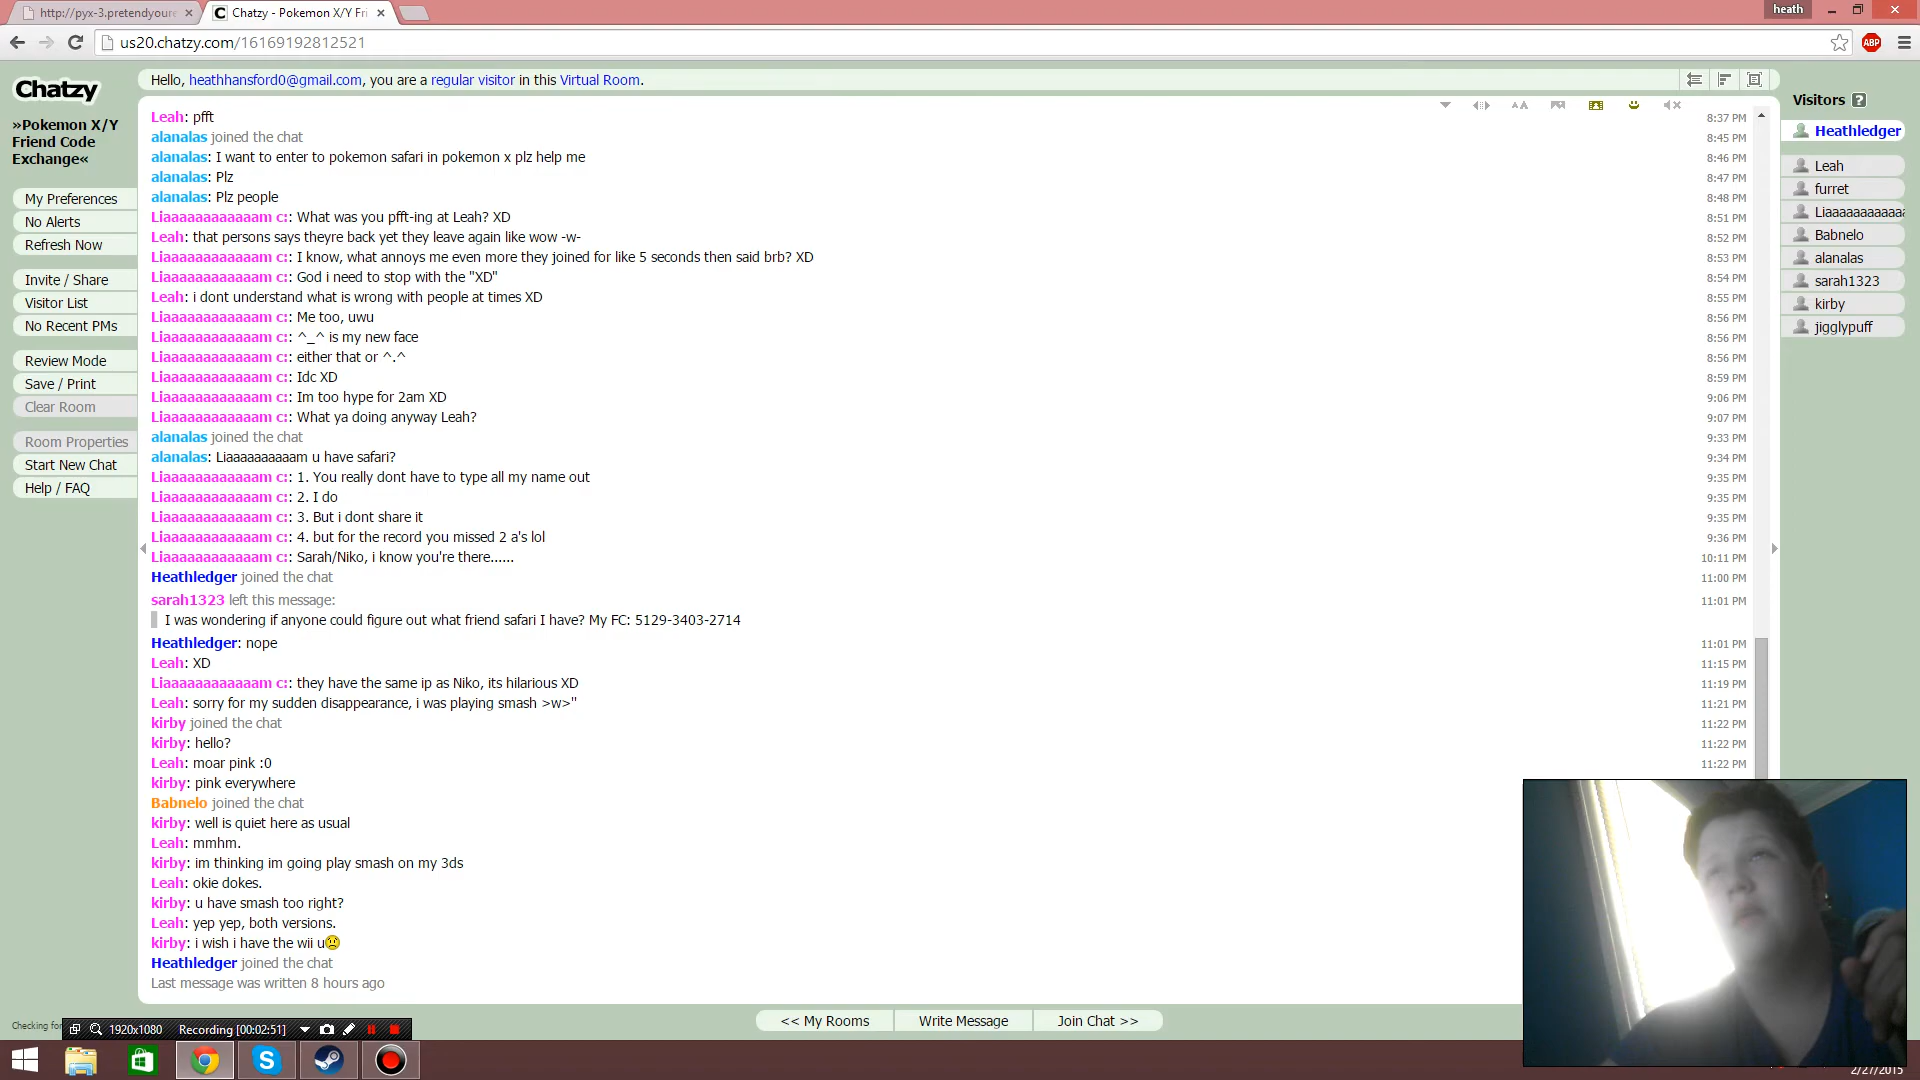 http://pyx-3.pretendyoure
Chatzy - Pokemon X/Y Fri
heath
us20.chatzy.com/16169192812521
ABP
Chatzy
Hello, heathhansford0@gmail.com, you are a regular visitor in this Virtual Room.
»Pokemon X/Y
Friend Code
Exchange«
My Preferences
No Alerts
Refresh Now
Invite / Share
Visitor List
No Recent PMs
Review Mode
Save / Print
Clear Room
Room Properties
Start New Chat
Help / FAQ
Leah: pfft 8:37 PM
alanalas joined the chat 8:45 PM
alanalas: I want to enter to pokemon safari in pokemon x plz help me 8:46 PM
alanalas: Plz 8:47 PM
alanalas: Plz people 8:48 PM
Liaaaaaaaaaaaam c:: What was you pfft-ing at Leah? XD 8:51 PM
Leah: that persons says theyre back yet they leave again like wow -w- 8:52 PM
Liaaaaaaaaaaaam c:: I know, what annoys me even more they joined for like 5 seconds then said brb? XD 8:53 PM
Liaaaaaaaaaaaam c:: God i need to stop with the "XD" 8:54 PM
Leah: i dont understand what is wrong with people at times XD 8:55 PM
Liaaaaaaaaaaaam c:: Me too, uwu 8:56 PM
Liaaaaaaaaaaaam c:: ^_^ is my new face 8:56 PM
Liaaaaaaaaaaaam c:: either that or ^.^ 8:56 PM
Liaaaaaaaaaaaam c:: Idc XD 8:59 PM
Liaaaaaaaaaaaam c:: Im too hype for 2am XD 9:06 PM
Liaaaaaaaaaaaam c:: What ya doing anyway Leah? 9:07 PM
alanalas joined the chat 9:33 PM
alanalas: Liaaaaaaaaaam u have safari? 9:34 PM
Liaaaaaaaaaaaam c:: 1. You really dont have to type all my name out 9:35 PM
Liaaaaaaaaaaaam c:: 2. I do 9:35 PM
Liaaaaaaaaaaaam c:: 3. But i dont share it 9:35 PM
Liaaaaaaaaaaaam c:: 4. but for the record you missed 2 a's lol 9:36 PM
Liaaaaaaaaaaaam c:: Sarah/Niko, i know you're there...... 10:11 PM
Heathledger joined the chat 11:00 PM
sarah1323 left this message: 11:01 PM
I was wondering if anyone could figure out what friend safari I have? My FC: 5129-3403-2714
Heathledger: nope 11:01 PM
Leah: XD 11:15 PM
Liaaaaaaaaaaaam c:: they have the same ip as Niko, its hilarious XD 11:19 PM
Leah: sorry for my sudden disappearance, i was playing smash >w>" 11:21 PM
kirby joined the chat 11:22 PM
kirby: hello? 11:22 PM
Leah: moar pink :0 11:22 PM
kirby: pink everywhere
Babnelo joined the chat
kirby: well is quiet here as usual
Leah: mmhm.
kirby: im thinking im going play smash on my 3ds
Leah: okie dokes.
kirby: u have smash too right?
Leah: yep yep, both versions.
kirby: i wish i have the wii u
Heathledger joined the chat
Last message was written 8 hours ago
Visitors ?
Heathledger
Leah
furret
Liaaaaaaaaaaa
Babnelo
alanalas
sarah1323
kirby
jigglypuff
<< My Rooms
Write Message
Join Chat >>
Checking for
1920x1080
Recording [00:02:51]
2/27/2015